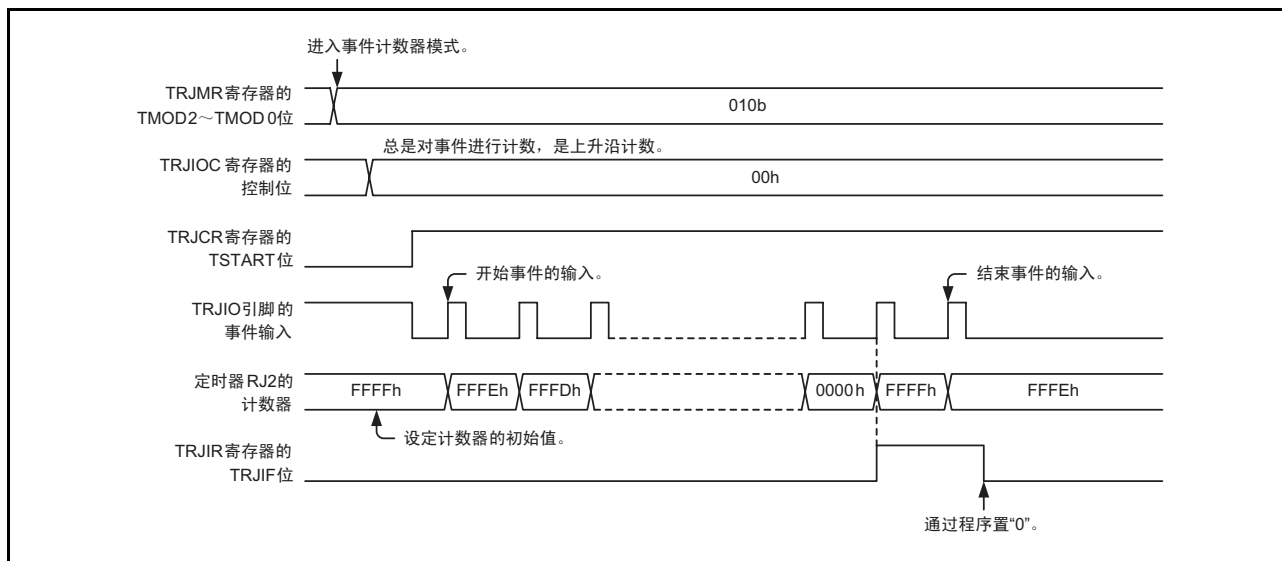 进入事件计数器模式。
TRJMR寄存器的
TMOD2～TMOD0位
010b
总是对事件进行计数，是上升沿计数。
TRJIOC 寄存器的
控制位
00h
TRJCR寄存器的
TSTART位
开始事件的输入。
结束事件的输入。
TRJIO引脚的
事件输入
定时器RJ2的
计数器
FFFFh
FFFEh
FFFDh
0000h
FFFFh
FFFEh
设定计数器的初始值。
TRJIR寄存器的
TRJIF位
通过程序置“0”。